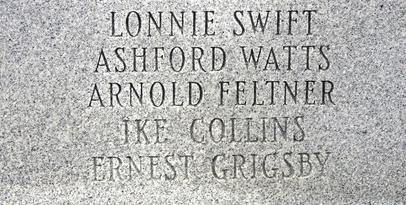 LONNIE SWIFT
ASHFORD WATTS
ARNOLD FELTNER
IKE COLLINS
ERNEST GRIGSBY